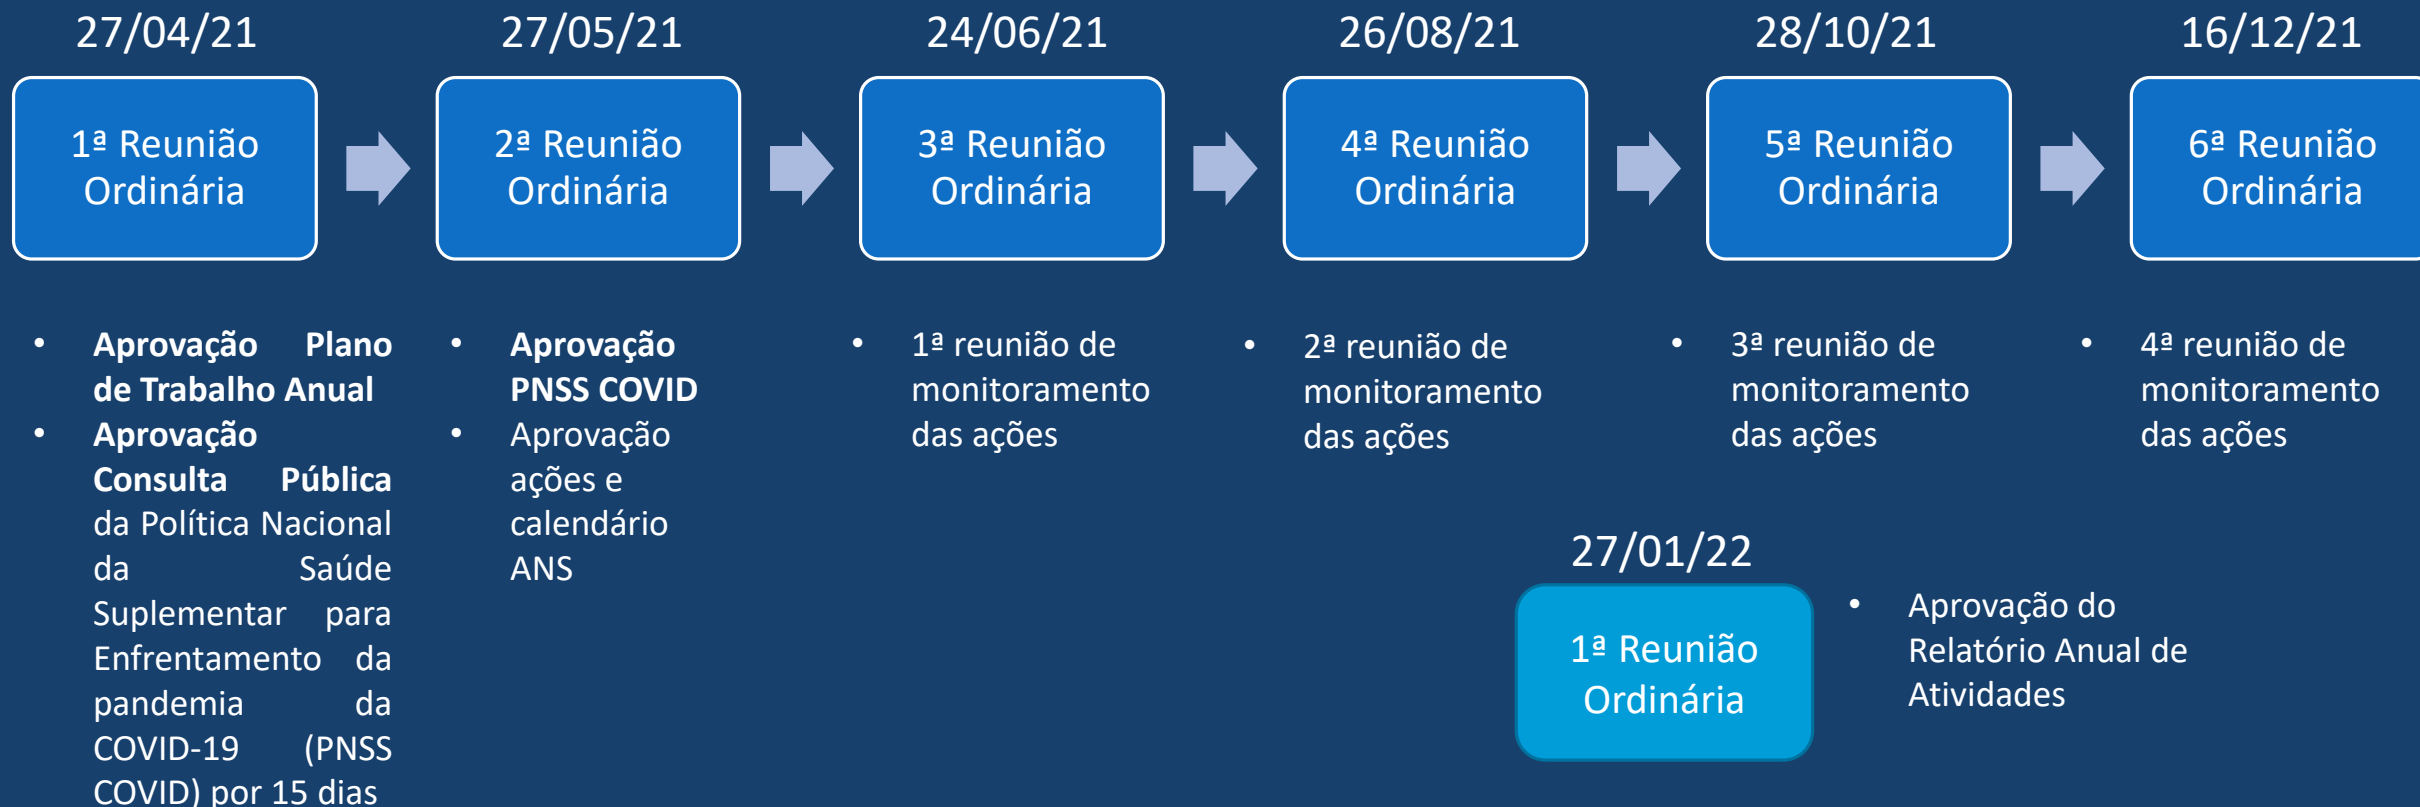 27/04/21
1ª Reunião
Ordinária
• Aprovação Plano
de Trabalho Anual
• Aprovação
Consulta Pública
da Política Nacional
da Saúde
Suplementar para
Enfrentamento da
pandemia da
COVID-19 (PNSS
COVID) por 15 dias
27/05/21
2ª Reunião
Ordinária
• Aprovação
PNSS COVID
• Aprovação
ações e
calendário
ANS
24/06/21
3ª Reunião
Ordinária
• 1ª reunião de
monitoramento
das ações
26/08/21
4ª Reunião
Ordinária
• 2ª reunião de
monitoramento
das ações
28/10/21
5ª Reunião
Ordinária
• 3ª reunião de
monitoramento
das ações
16/12/21
6ª Reunião
Ordinária
• 4ª reunião de
monitoramento
das ações
27/01/22
1ª Reunião
Ordinária
• Aprovação do
Relatório Anual de
Atividades